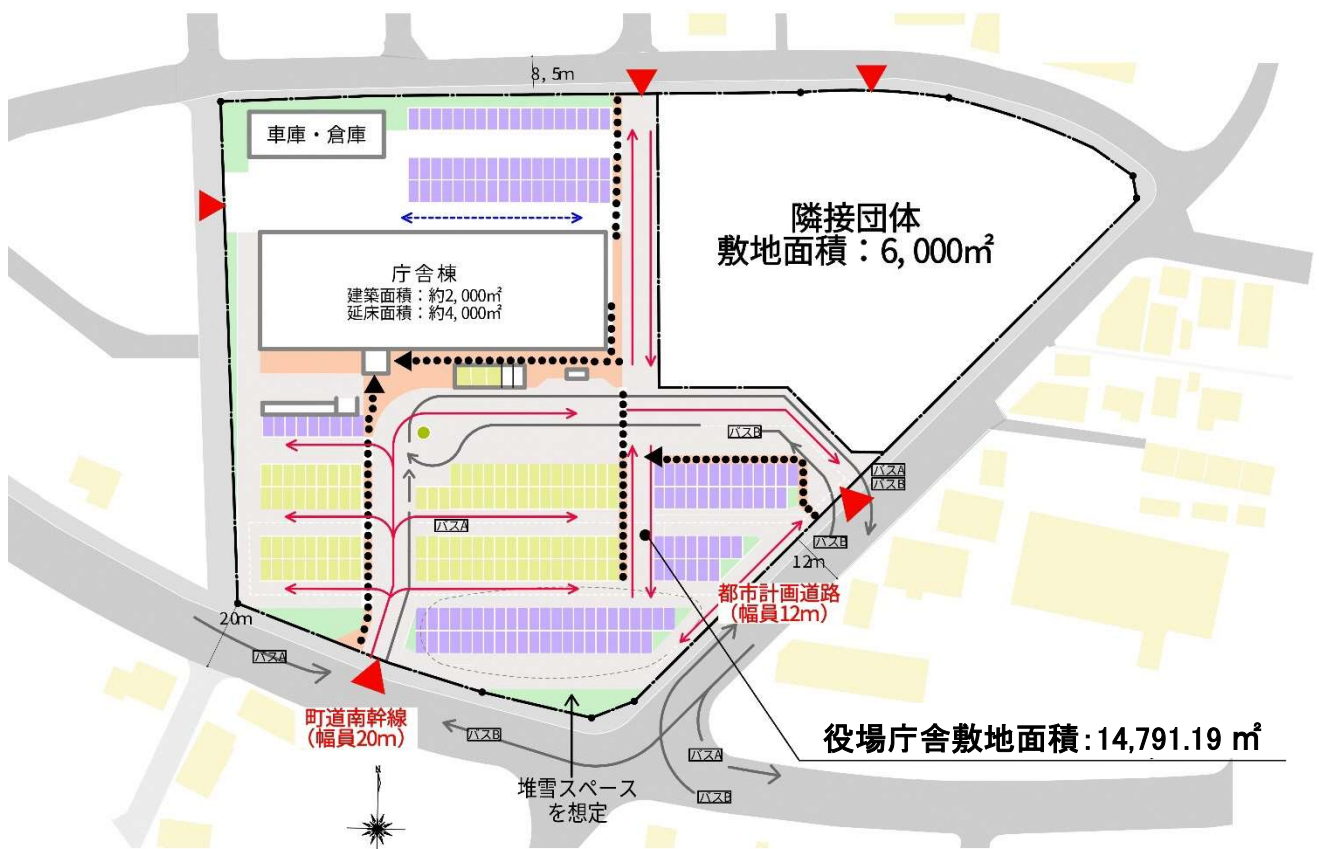 8,5m
車庫・倉庫
隣接団体
敷地面積：6,000㎡
庁舎棟
建築面積：約2,000㎡
延床面積：約4,000㎡
バスB
バスA
バスB
バスA
バスB
12m
都市計画道路
（幅員12m）
20m
バスA
町道南幹線
（幅員20m）
バスB
役場庁舎敷地面積：14,791.19 ㎡
バスA
N
堆雪スペース
を想定
バスB